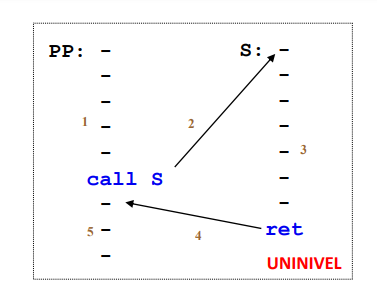 PP: - S: -
- -
- -
1 - 2 -
- - 3
call S -
- -
5 - 4 ret
-
UNINIVEL